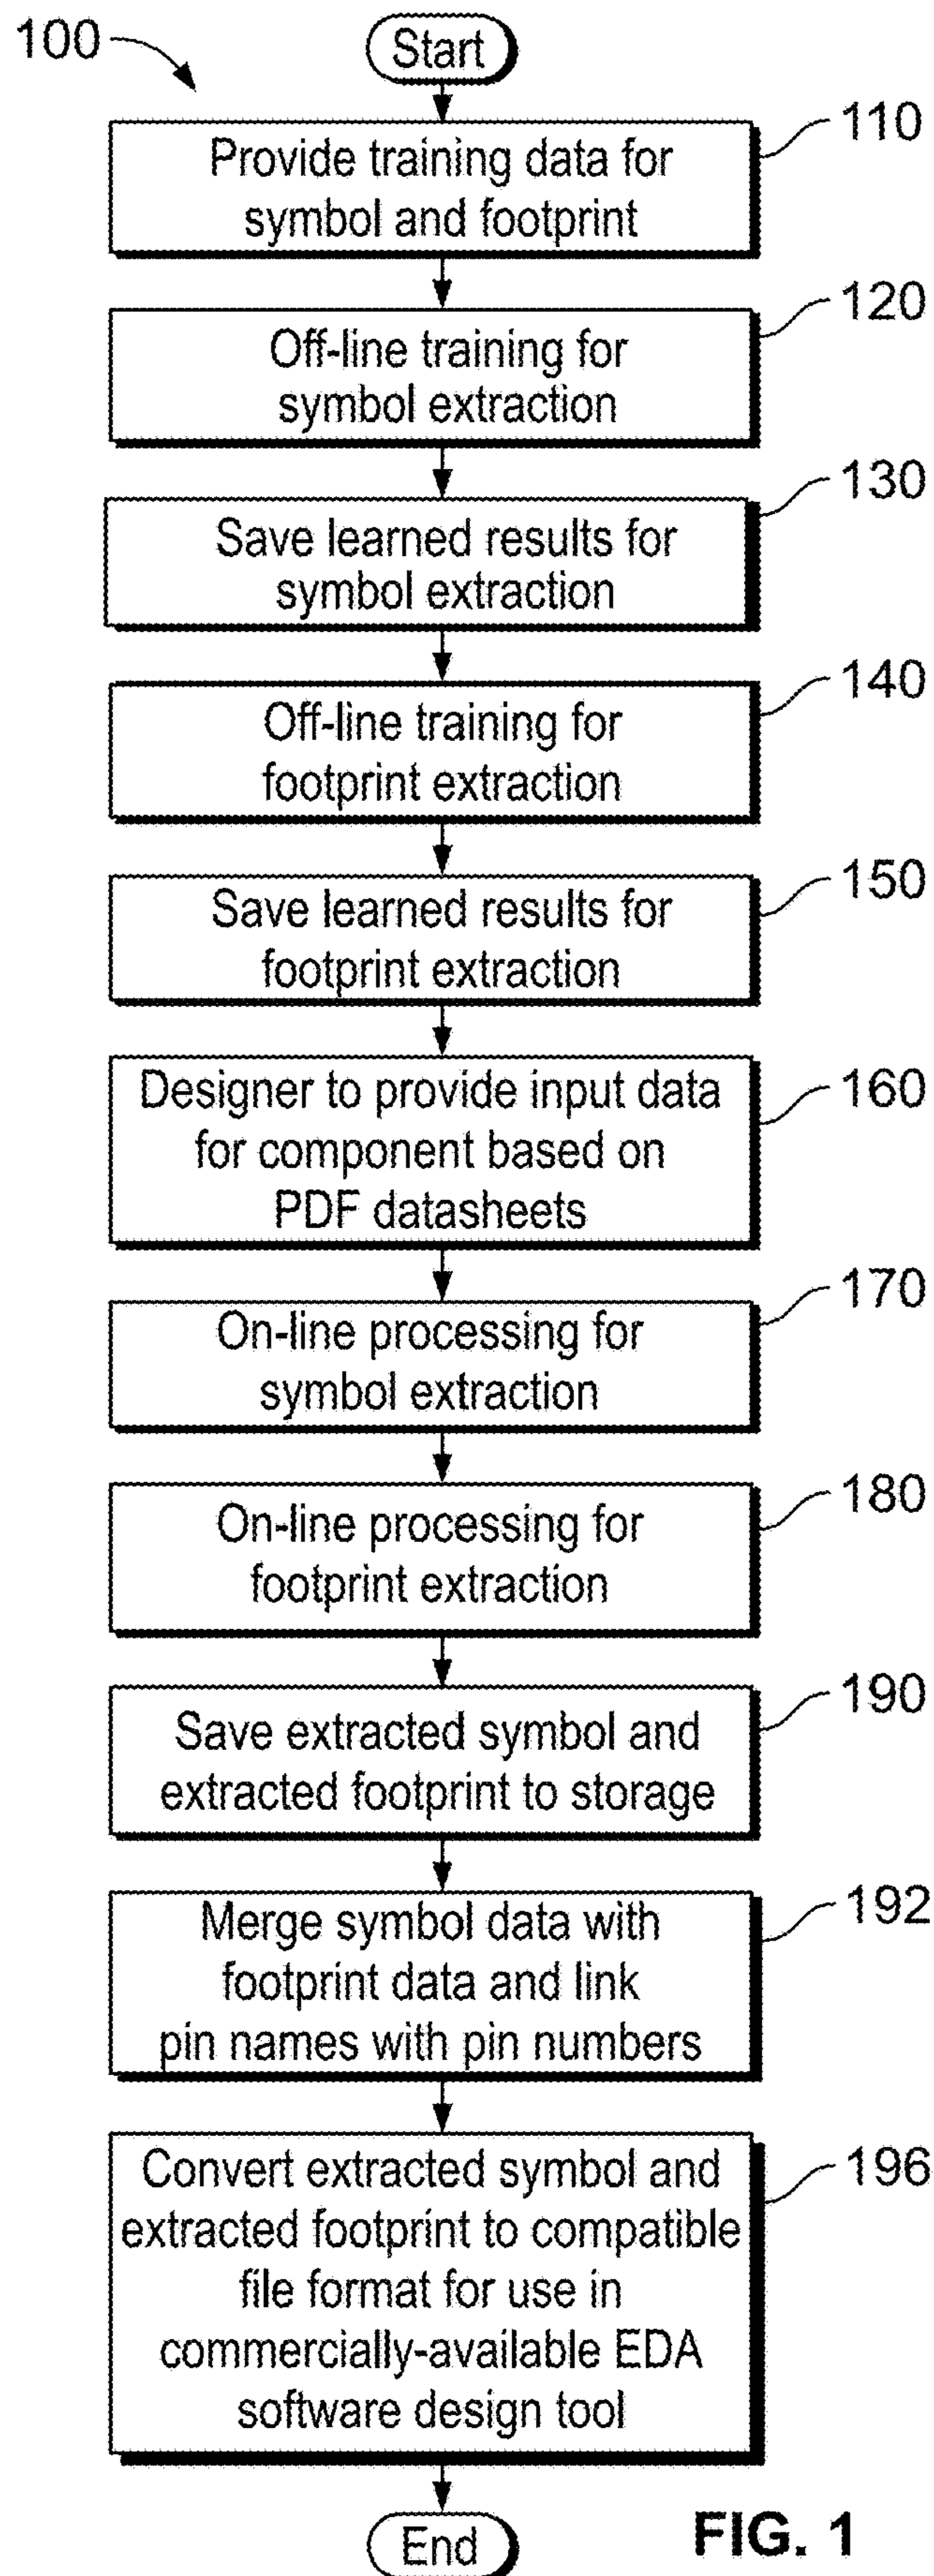 100
Start
110
Provide training data for
symbol and footprint
120
Off-line training for
symbol extraction
130
Save learned results for
symbol extraction
140
Off-line training for
footprint extraction
150
Save learned results for
footprint extraction
160
Designer to provide input data
for component based on
PDF datasheets
170
On-line processing for
symbol extraction
180
On-line processing for
footprint extraction
190
Save extracted symbol and
extracted footprint to storage
192
Merge symbol data with
footprint data and link
pin names with pin numbers
196
Convert extracted symbol and
extracted footprint to compatible
file format for use in
commercially-available EDA
software design tool
End
FIG. 1